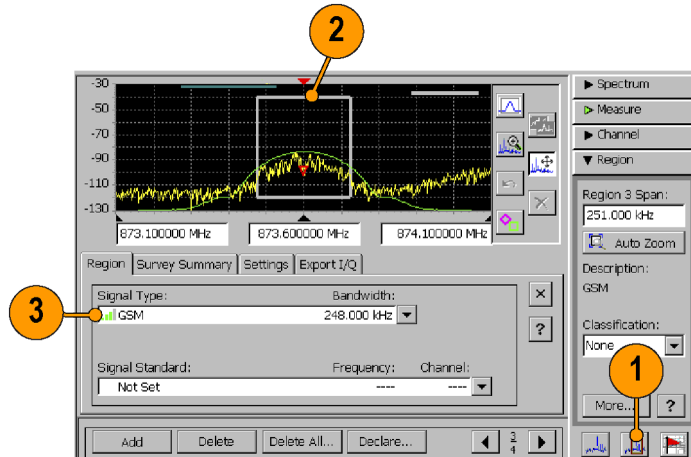 2
-30
-50
-70
-90
-110
-130
873.100000 MHz 873.600000 MHz 874.100000 MHz
Spectrum
Measure
Channel
Region
Region 3 Span:
251.000 kHz
Auto Zoom
Description:
GSM
Classification:
None
More... ?
1
Region Survey Summary Settings Export I/Q
Signal Type: Bandwidth:
3
GSM 248.000 kHz
?
Signal Standard: Frequency: Channel:
Not Set ---- ----
Add Delete Delete All... Declare... 3
4